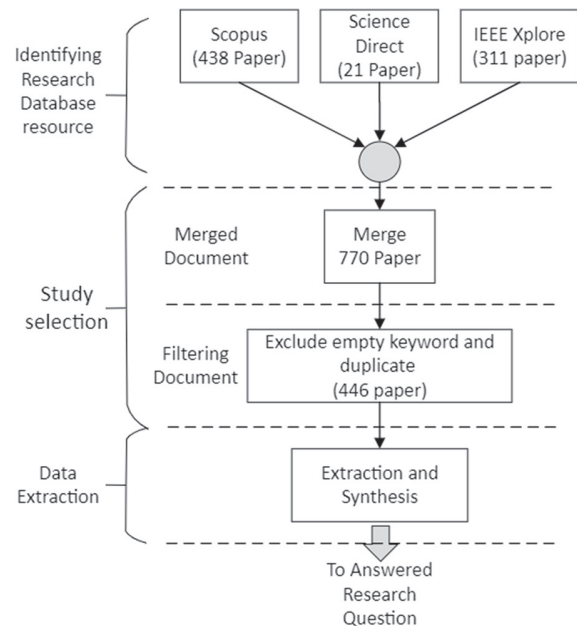 Identifying
Research
Database
resource
Scopus
(438 Paper)
Science
Direct
(21 Paper)
IEEE Xplore
(311 paper)
Study
selection
Merged
Document
Merge
770 Paper
Filtering
Document
Exclude empty keyword and
duplicate
(446 paper)
Data
Extraction
Extraction and
Synthesis
To Answered
Research
Question